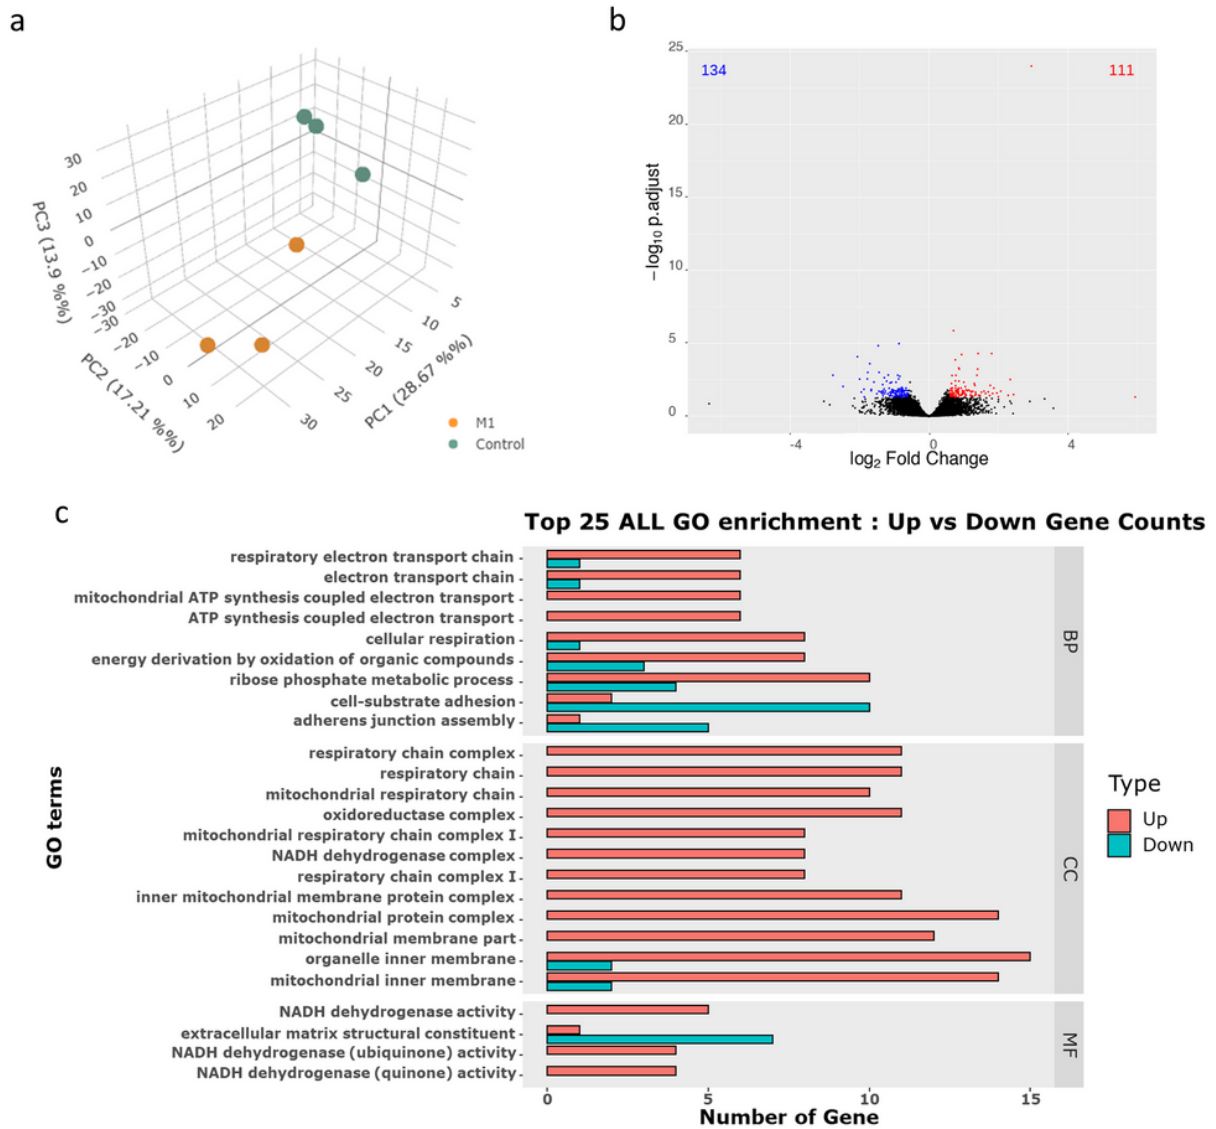 a
30
20
10
0
−10
−20
−30
PC3 (13.9 %%)
−30
−20
−10
0
10
20
PC2 (17.21 %%)
5
10
15
20
25
30
PC1 (28.67 %%)
M1
Control
b
134
111
25
20
15
10
5
0
−log10 p.adjust
-4
0
4
log2 Fold Change
c
Top 25 ALL GO enrichment : Up vs Down Gene Counts
respiratory electron transport chain
electron transport chain
mitochondrial ATP synthesis coupled electron transport
ATP synthesis coupled electron transport
cellular respiration
energy derivation by oxidation of organic compounds
ribose phosphate metabolic process
cell-substrate adhesion
adherens junction assembly
BP
respiratory chain complex
respiratory chain
mitochondrial respiratory chain
oxidoreductase complex
mitochondrial respiratory chain complex I
NADH dehydrogenase complex
respiratory chain complex I
inner mitochondrial membrane protein complex
mitochondrial protein complex
mitochondrial membrane part
organelle inner membrane
mitochondrial inner membrane
CC
NADH dehydrogenase activity
extracellular matrix structural constituent
NADH dehydrogenase (ubiquinone) activity
NADH dehydrogenase (quinone) activity
MF
GO terms
0
5
10
15
Number of Gene
Type
Up
Down